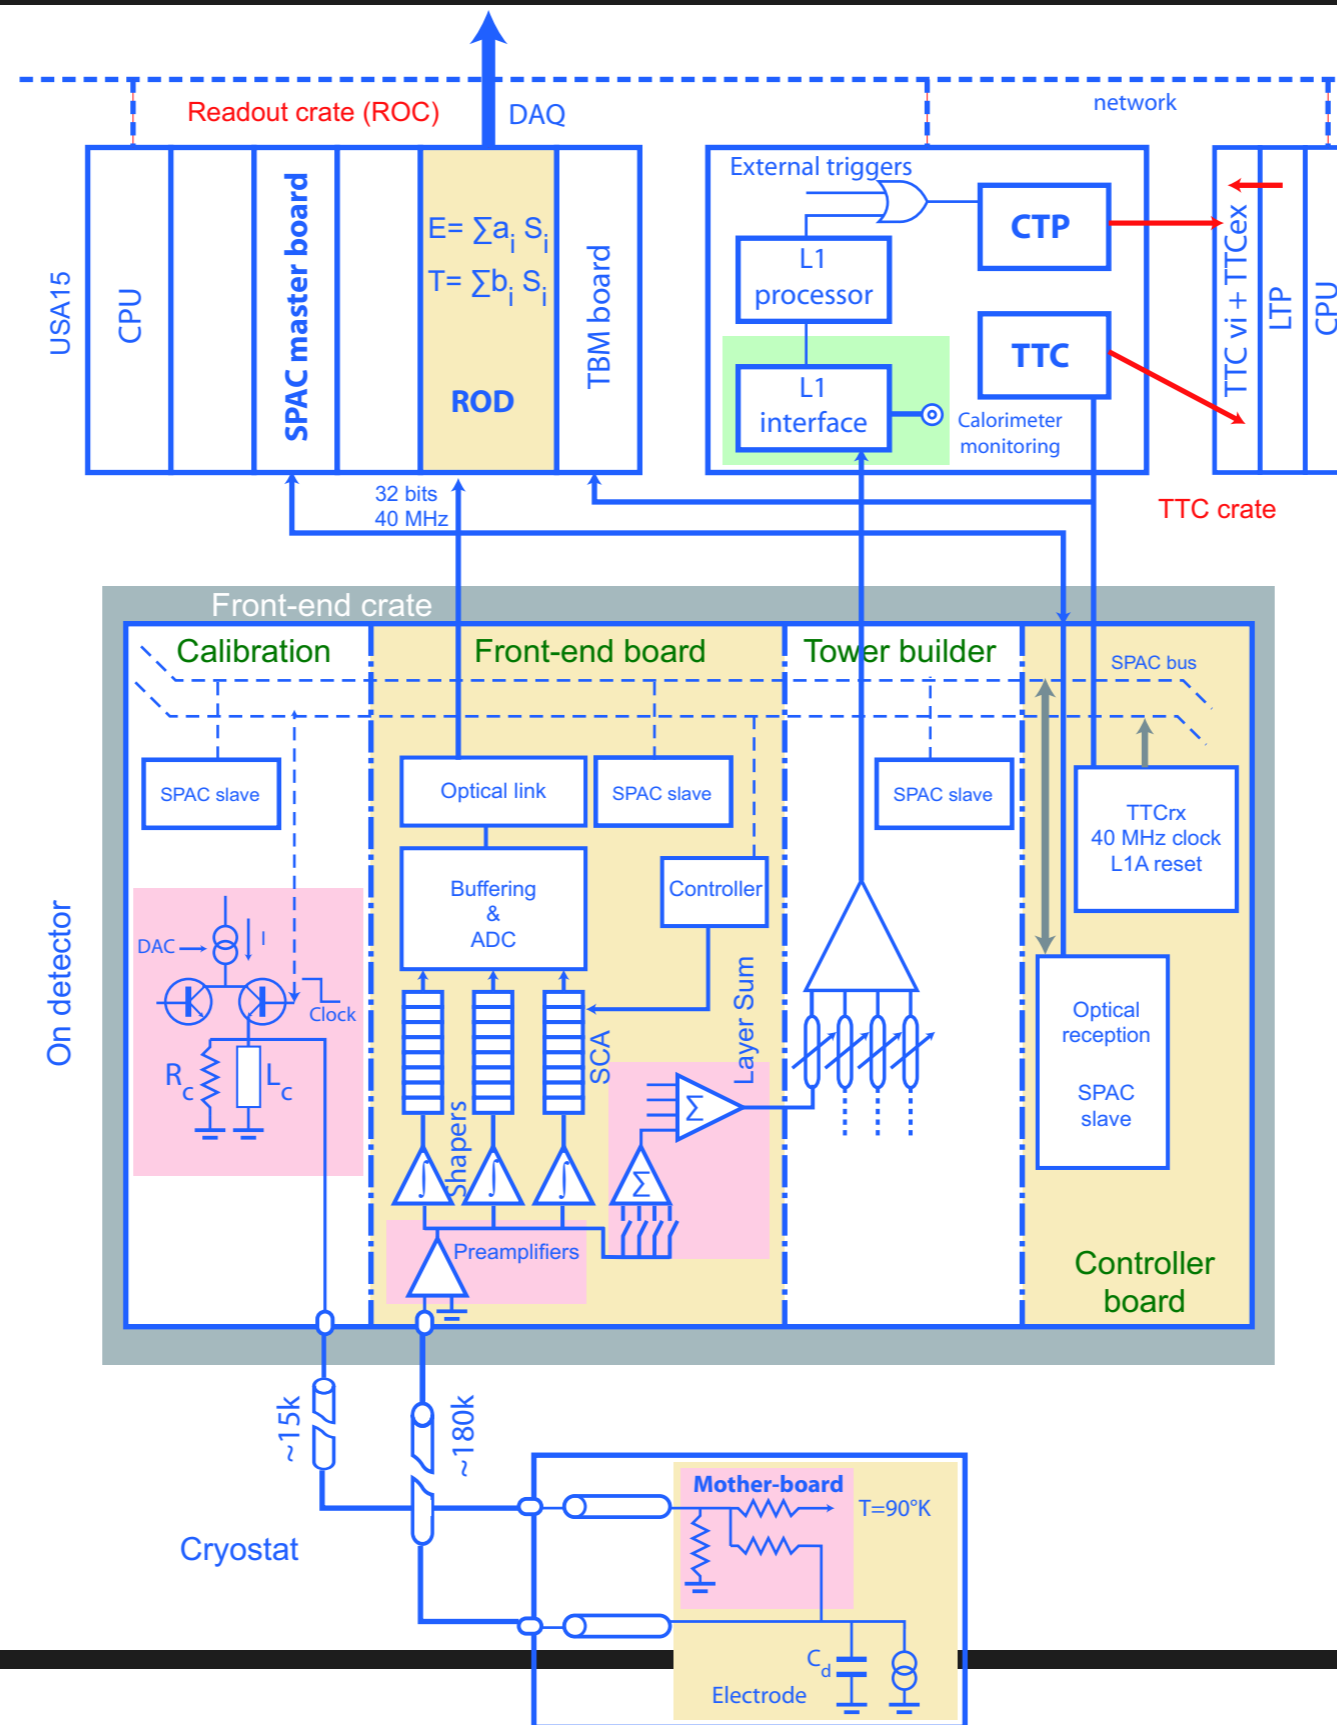 Readout crate (ROC)
DAQ
network
USA15
CPU
SPAC master board
E= ∑aᵢ Sᵢ
T= ∑bᵢ Sᵢ
ROD
TBM board
External triggers
CTP
L1
processor
TTC
L1
interface
Calorimeter
monitoring
TTC vi + TTCex
LTP
CPU
32 bits
40 MHz
TTC crate
Front-end crate
Calibration
Front-end board
Tower builder
SPAC bus
SPAC slave
Optical link
SPAC slave
SPAC slave
TTCrx
40 MHz clock
L1A reset
Buffering
&
ADC
Controller
On detector
DAC
I
Clock
R_c
L_c
Shapers
SCA
Layer Sum
∑
∑
∫
∫
∫
Optical
reception
SPAC
slave
Preamplifiers
Controller
board
~15k
~180k
Mother-board
T=90°K
Cryostat
C_d
Electrode